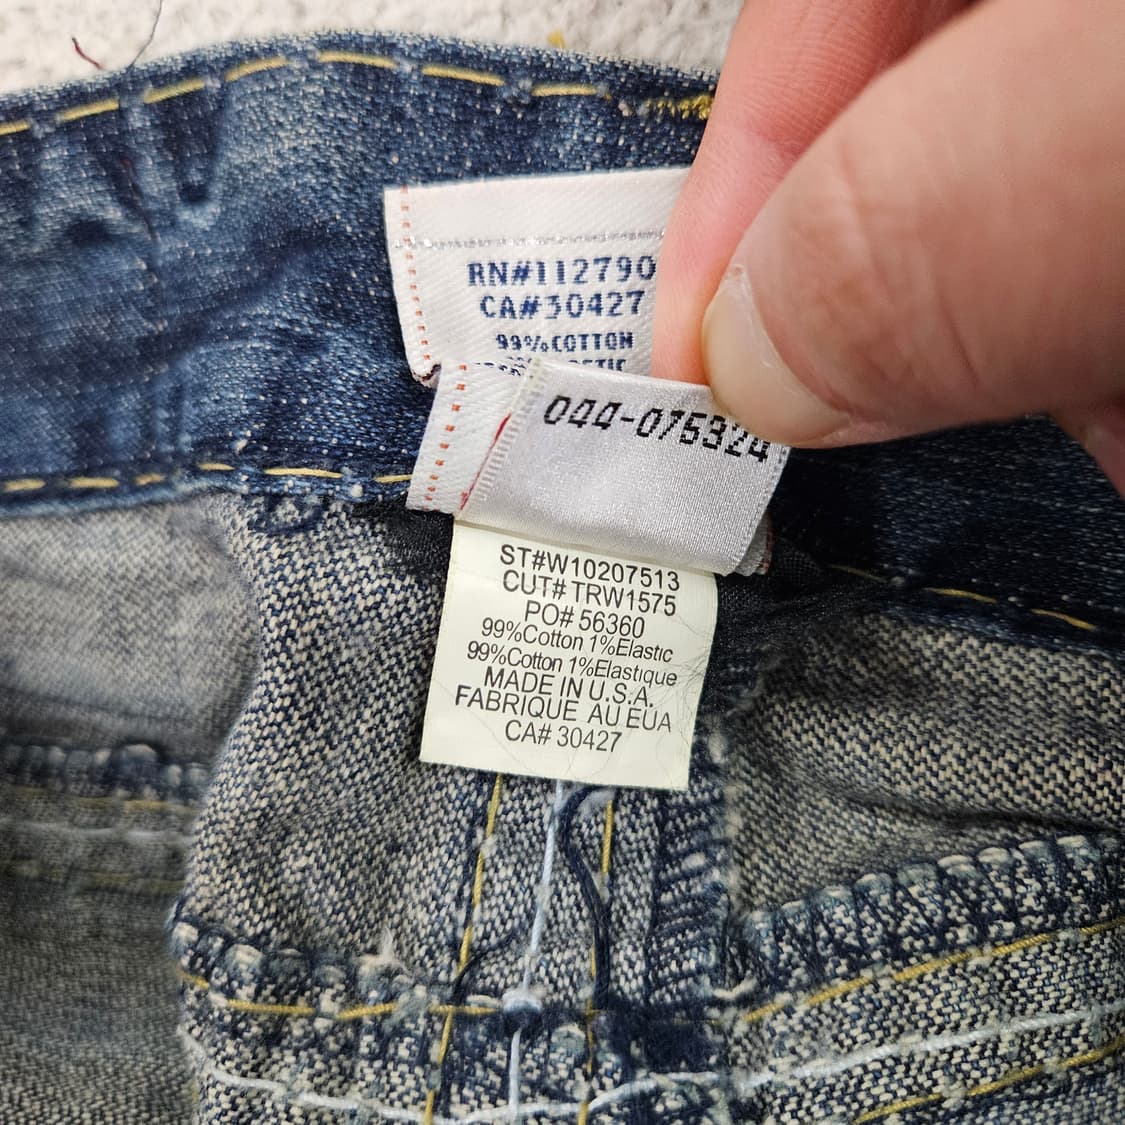 RN#112790
CA#30427
99%COTTON
044-075324
ST#W10207513
CUT# TRW1575
PO# 56360
99%Cotton 1%Elastic
99%Cotton 1%Elastique
MADE IN U.S.A.
FABRIQUE AU EUA
CA# 30427